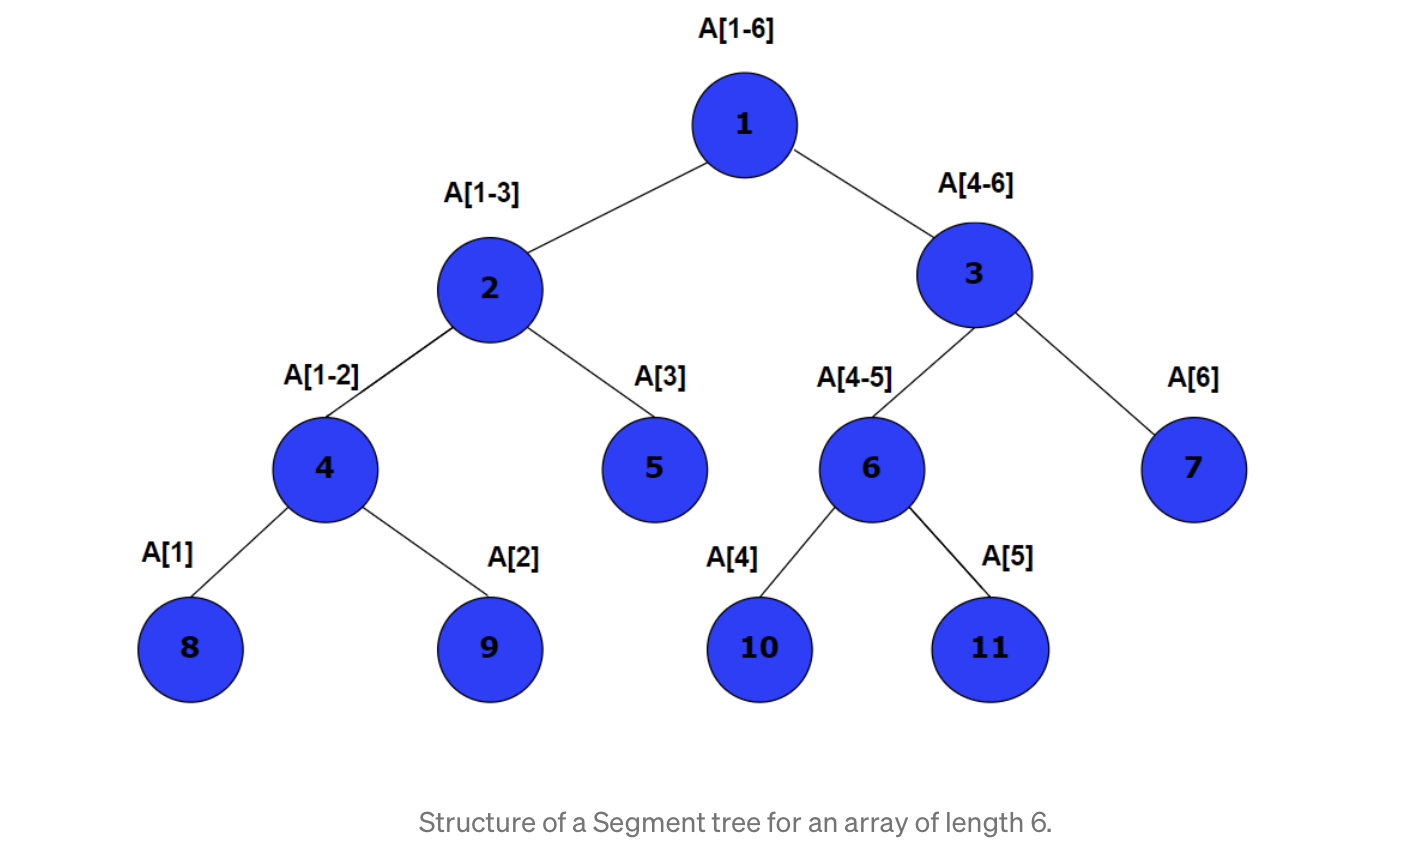 A[1-6]
1
A[1-3]
A[4-6]
2
3
A[1-2]
A[3]
A[4-5]
A[6]
4
5
6
7
A[1]
A[2]
A[4]
A[5]
8
9
10
11
Structure of a Segment tree for an array of length 6.